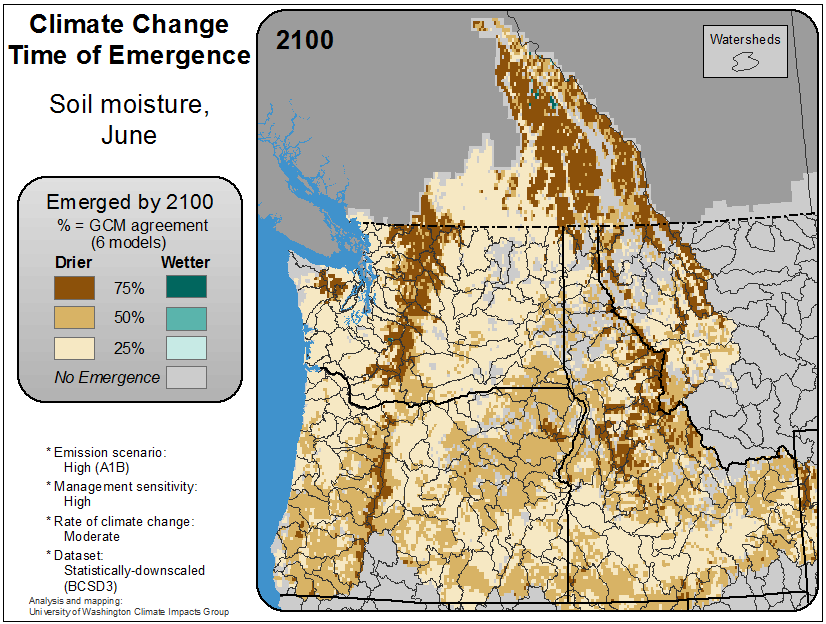 Climate Change
Time of Emergence
Soil moisture,
June
Emerged by 2100
% = GCM agreement
(6 models)
Drier
Wetter
75%
50%
25%
No Emergence
* Emission scenario:
High (A1B)
* Management sensitivity:
High
* Rate of climate change:
Moderate
* Dataset:
Statistically-downscaled
(BCSD3)
Analysis and mapping:
University of Washington Climate Impacts Group
2100
Watersheds